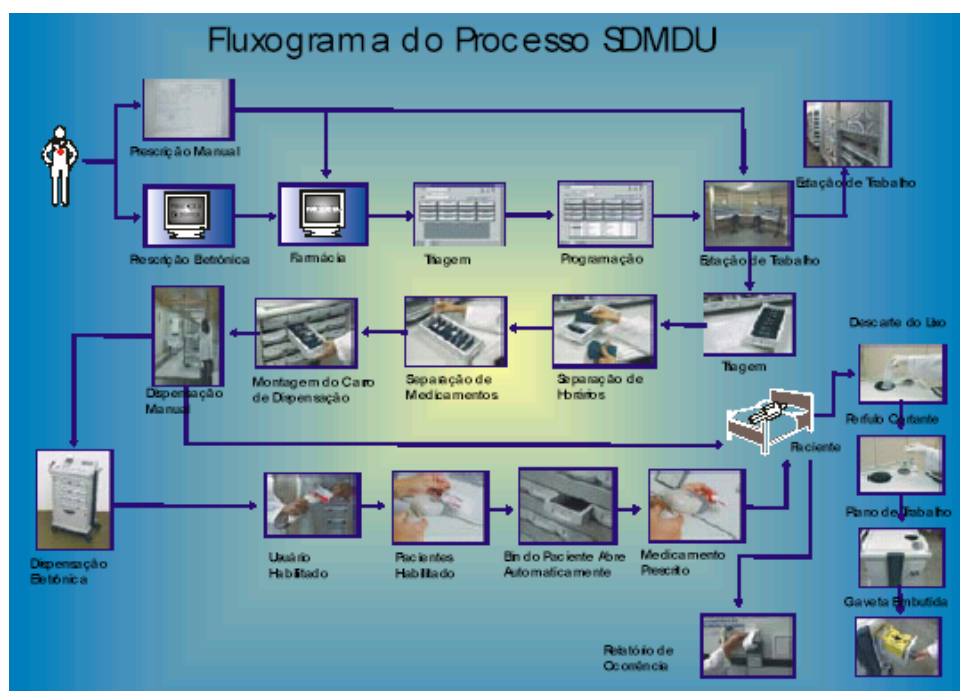 Fluxograma do Processo SDMDU
Prescrição Manual
Estação de Trabalho
Prescrição Eletrônica
Farmácia
Triagem
Programação
Estação de Trabalho
Descarte do Lixo
Dispensação
Manual
Montagem do Carro
de Dispensação
Separação de
Medicamentos
Separação de
Horários
Triagem
Paciente
Perfulo Cortante
Plano de Trabalho
Dispensação
Eletrônica
Usuário
Habilitado
Pacientes
Habilitado
Bin do Paciente Abre
Automaticamente
Medicamento
Prescrito
Gaveta Embutida
Relatório de
Ocorrência